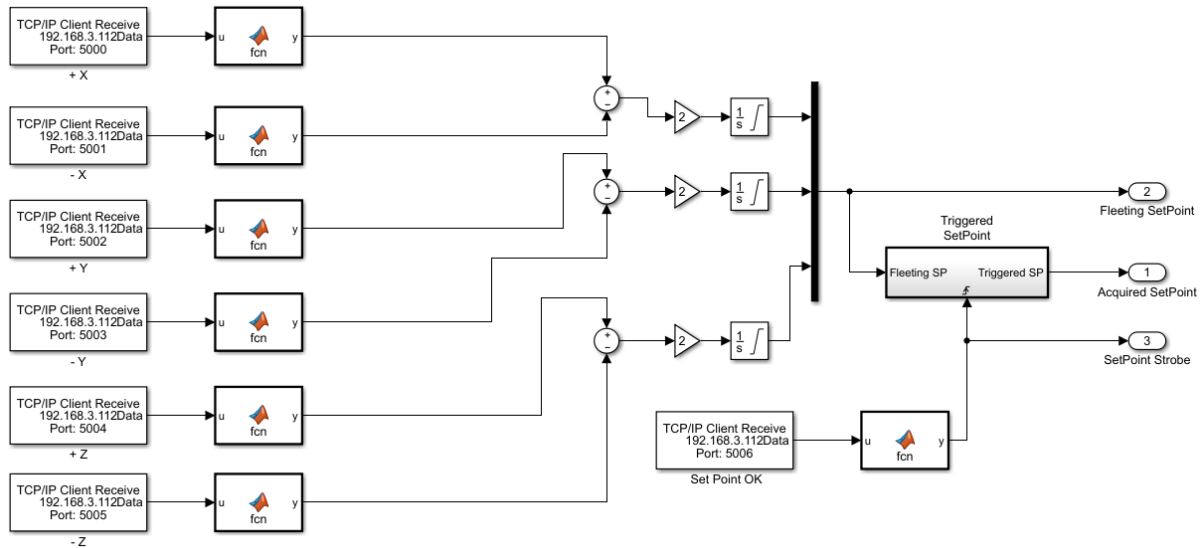 TCP/IP Client Receive
192.168.3.112Data
Port: 5000
+ X
u
fcn
y
TCP/IP Client Receive
192.168.3.112Data
Port: 5001
- X
u
fcn
y
TCP/IP Client Receive
192.168.3.112Data
Port: 5002
+ Y
u
fcn
y
TCP/IP Client Receive
192.168.3.112Data
Port: 5003
- Y
u
fcn
y
TCP/IP Client Receive
192.168.3.112Data
Port: 5004
+ Z
u
fcn
y
TCP/IP Client Receive
192.168.3.112Data
Port: 5005
- Z
u
fcn
y
+
−
2
1
s
+
−
2
1
s
+
−
2
1
s
TCP/IP Client Receive
192.168.3.112Data
Port: 5006
Set Point OK
u
fcn
y
Triggered
SetPoint
Fleeting SP
Triggered SP
2
Fleeting SetPoint
1
Acquired SetPoint
3
SetPoint Strobe